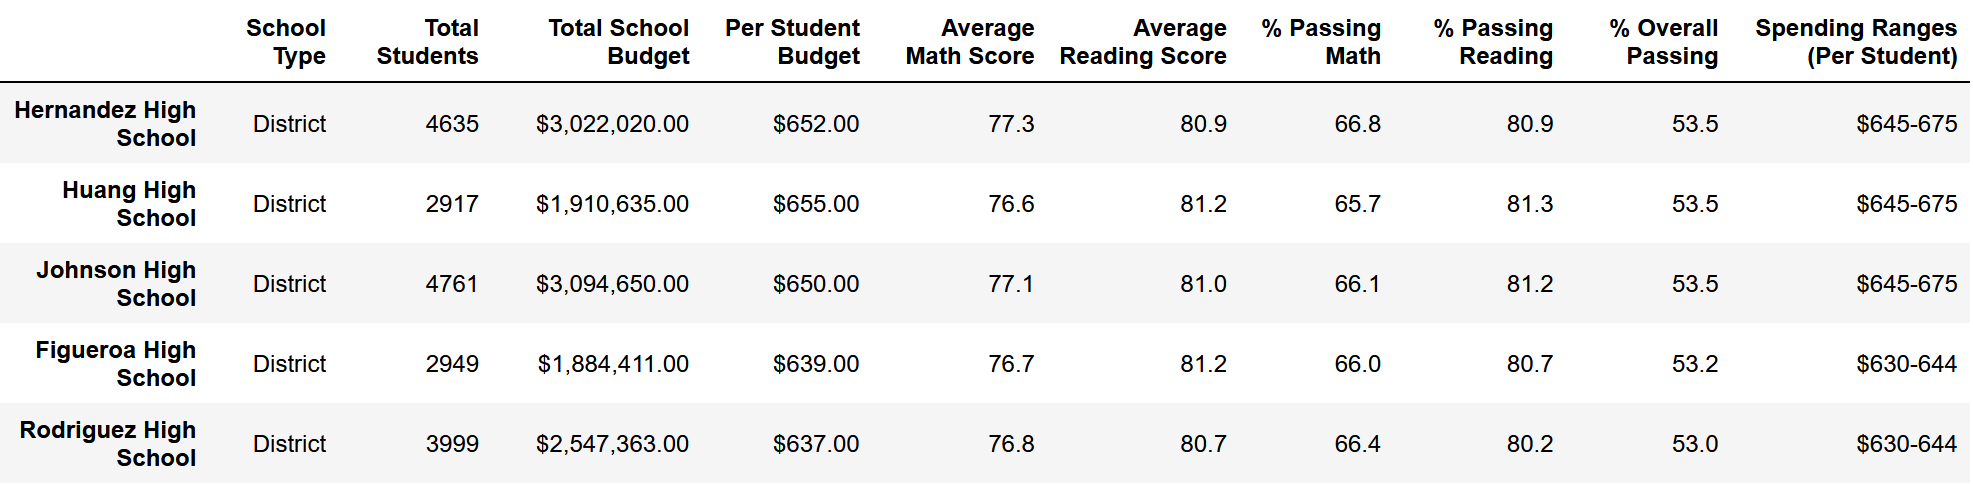 School Type Total Students Total School Budget Per Student Budget Average Math Score Average Reading Score % Passing Math % Passing Reading % Overall Passing Spending Ranges (Per Student)
Hernandez High School District 4635 $3,022,020.00 $652.00 77.3 80.9 66.8 80.9 53.5 $645-675
Huang High School District 2917 $1,910,635.00 $655.00 76.6 81.2 65.7 81.3 53.5 $645-675
Johnson High School District 4761 $3,094,650.00 $650.00 77.1 81.0 66.1 81.2 53.5 $645-675
Figueroa High School District 2949 $1,884,411.00 $639.00 76.7 81.2 66.0 80.7 53.2 $630-644
Rodriguez High School District 3999 $2,547,363.00 $637.00 76.8 80.7 66.4 80.2 53.0 $630-644